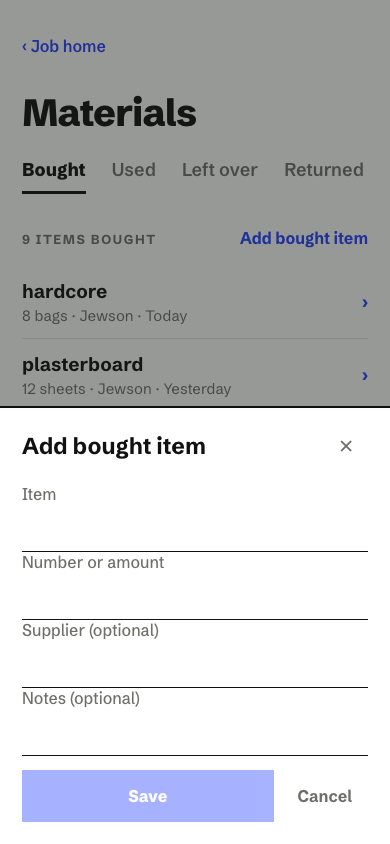 ‹ Job home
Materials
Bought Used Left over Returned
9 ITEMS BOUGHT Add bought item
hardcore
8 bags · Jewson · Today ›
plasterboard
12 sheets · Jewson · Yesterday ›
Add bought item ×
Item
Number or amount
Supplier (optional)
Notes (optional)
Save Cancel